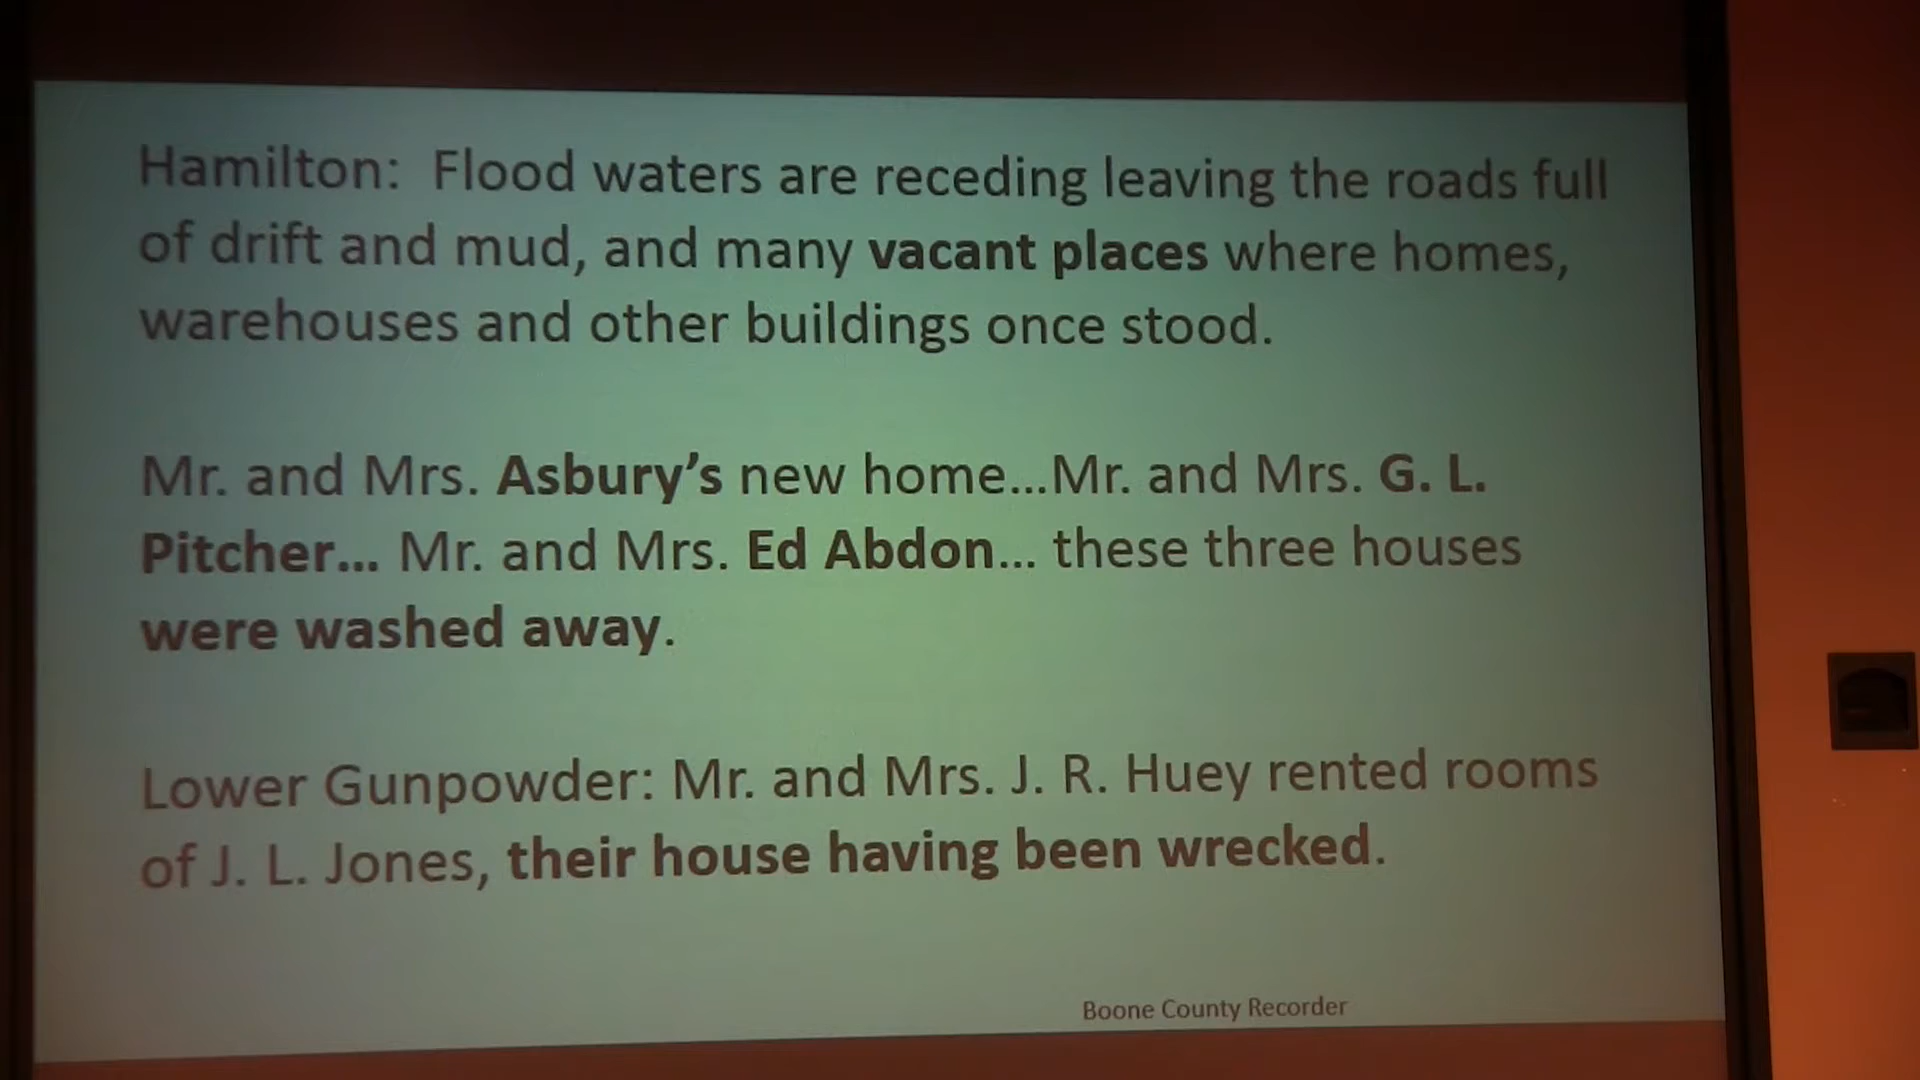 Hamilton: Flood waters are receding leaving the roads full
of drift and mud, and many vacant places where homes,
warehouses and other buildings once stood.
Mr. and Mrs. Asbury’s new home...Mr. and Mrs. G. L.
Pitcher... Mr. and Mrs. Ed Abdon... these three houses
were washed away.
Lower Gunpowder: Mr. and Mrs. J. R. Huey rented rooms
of J. L. Jones, their house having been wrecked.
Boone County Recorder